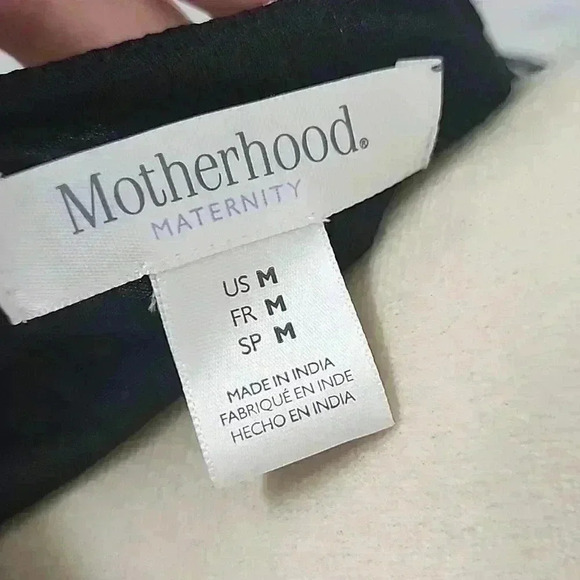 Motherhood®
MATERNITY
US M
FR M
SP M
MADE IN INDIA
FABRIQUÉ EN INDE
HECHO EN INDIA